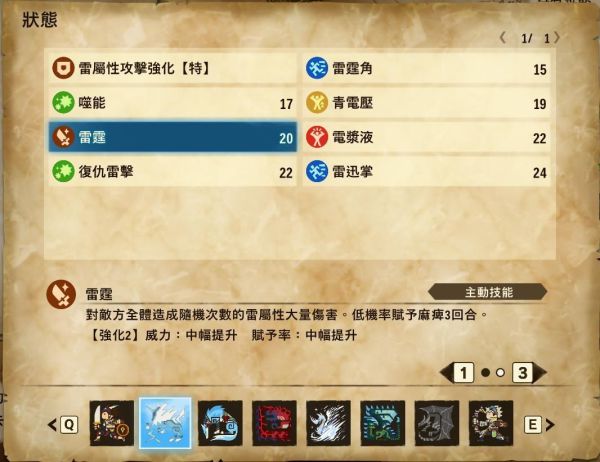 狀態
1/ 1
雷屬性攻擊強化【特】
雷霆角 15
噬能 17
青電壓 19
雷霆 20
電漿液 22
復仇雷擊 22
雷迅掌 24
雷霆
主動技能
對敵方全體造成隨機次數的雷屬性大量傷害。低機率賦予麻痺3回合。
【強化2】威力：中幅提升 賦予率：中幅提升
1 3
Q E